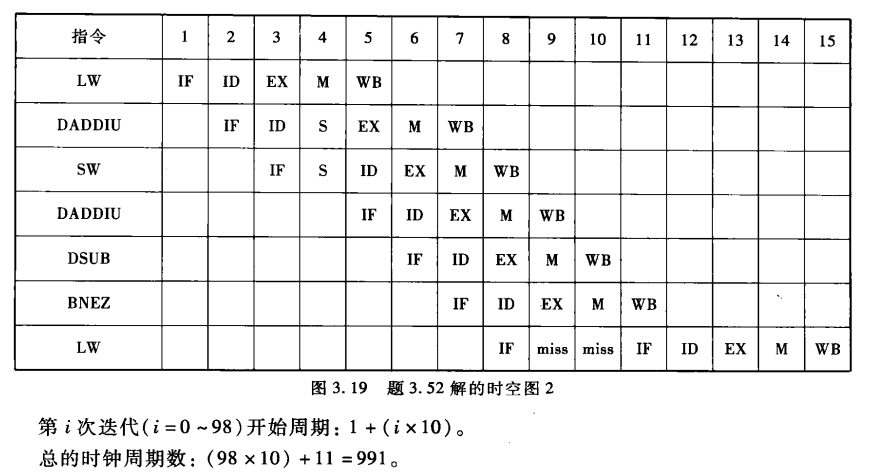 指令 1 2 3 4 5 6 7 8 9 10 11 12 13 14 15
LW IF ID EX M WB
DADDIU IF ID S EX M WB
SW IF S ID EX M WB
DADDIU IF ID EX M WB
DSUB IF ID EX M WB
BNEZ IF ID EX M WB
LW IF miss miss IF ID EX M WB
图 3.19 题 3.52 解的时空图 2
第 i 次迭代(i=0~98)开始周期：1+(i×10)。
总的时钟周期数：(98×10)+11=991。